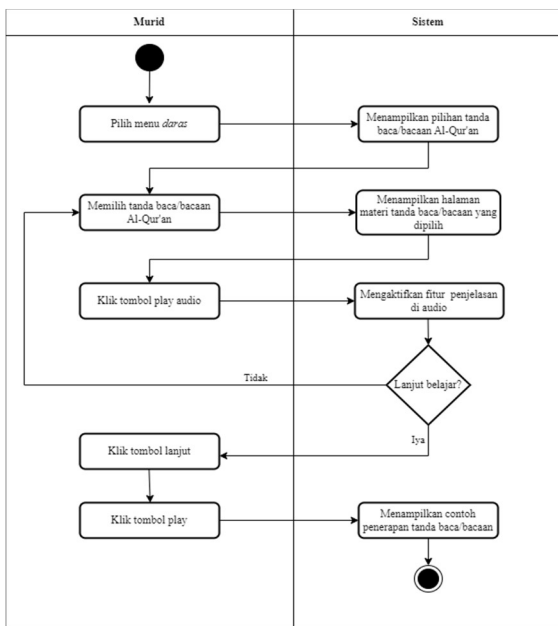 Murid
Sistem
Pilih menu daras
Menampilkan pilihan tanda
baca/bacaan Al-Qur'an
Memilih tanda baca/bacaan
Al-Qur'an
Menampilkan halaman
materi tanda baca/bacaan yang
dipilih
Klik tombol play audio
Mengaktifkan fitur penjelasan
di audio
Lanjut belajar?
Tidak
Iya
Klik tombol lanjut
Klik tombol play
Menampilkan contoh
penerapan tanda baca/bacaan